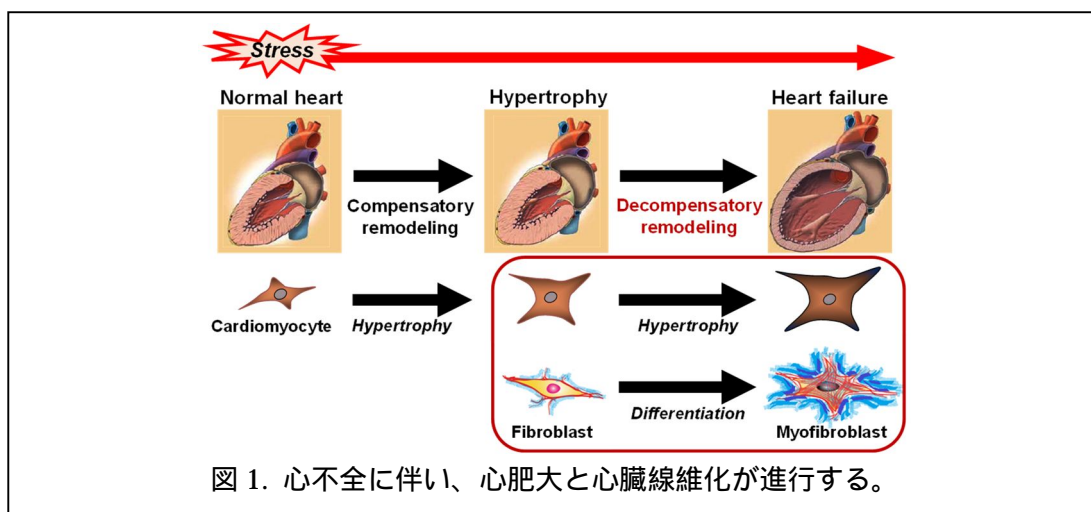 Stress
Normal heart
Hypertrophy
Heart failure
Compensatory
remodeling
Decompensatory
remodeling
Cardiomyocyte
Hypertrophy
Hypertrophy
Differentiation
Fibroblast
Myofibroblast
図 1. 心不全に伴い、心肥大と心臓線維化が進行する。